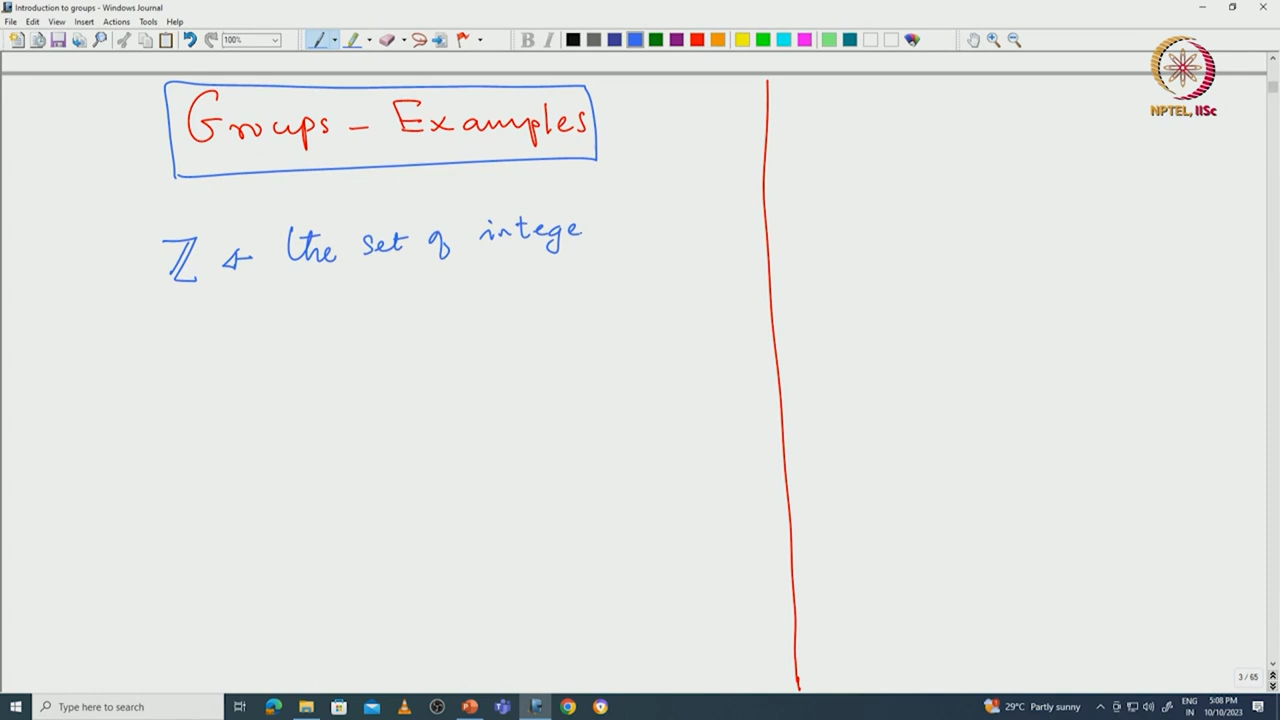 Introduction to groups - Windows Journal
File Edit View Insert Actions Tools Help
100%
B I
NPTEL, IISc
Groups - Examples
ℤ the set of intege
3 / 65
Type here to search
29°C Partly sunny
ENG
IN
5:08 PM
10/10/2023